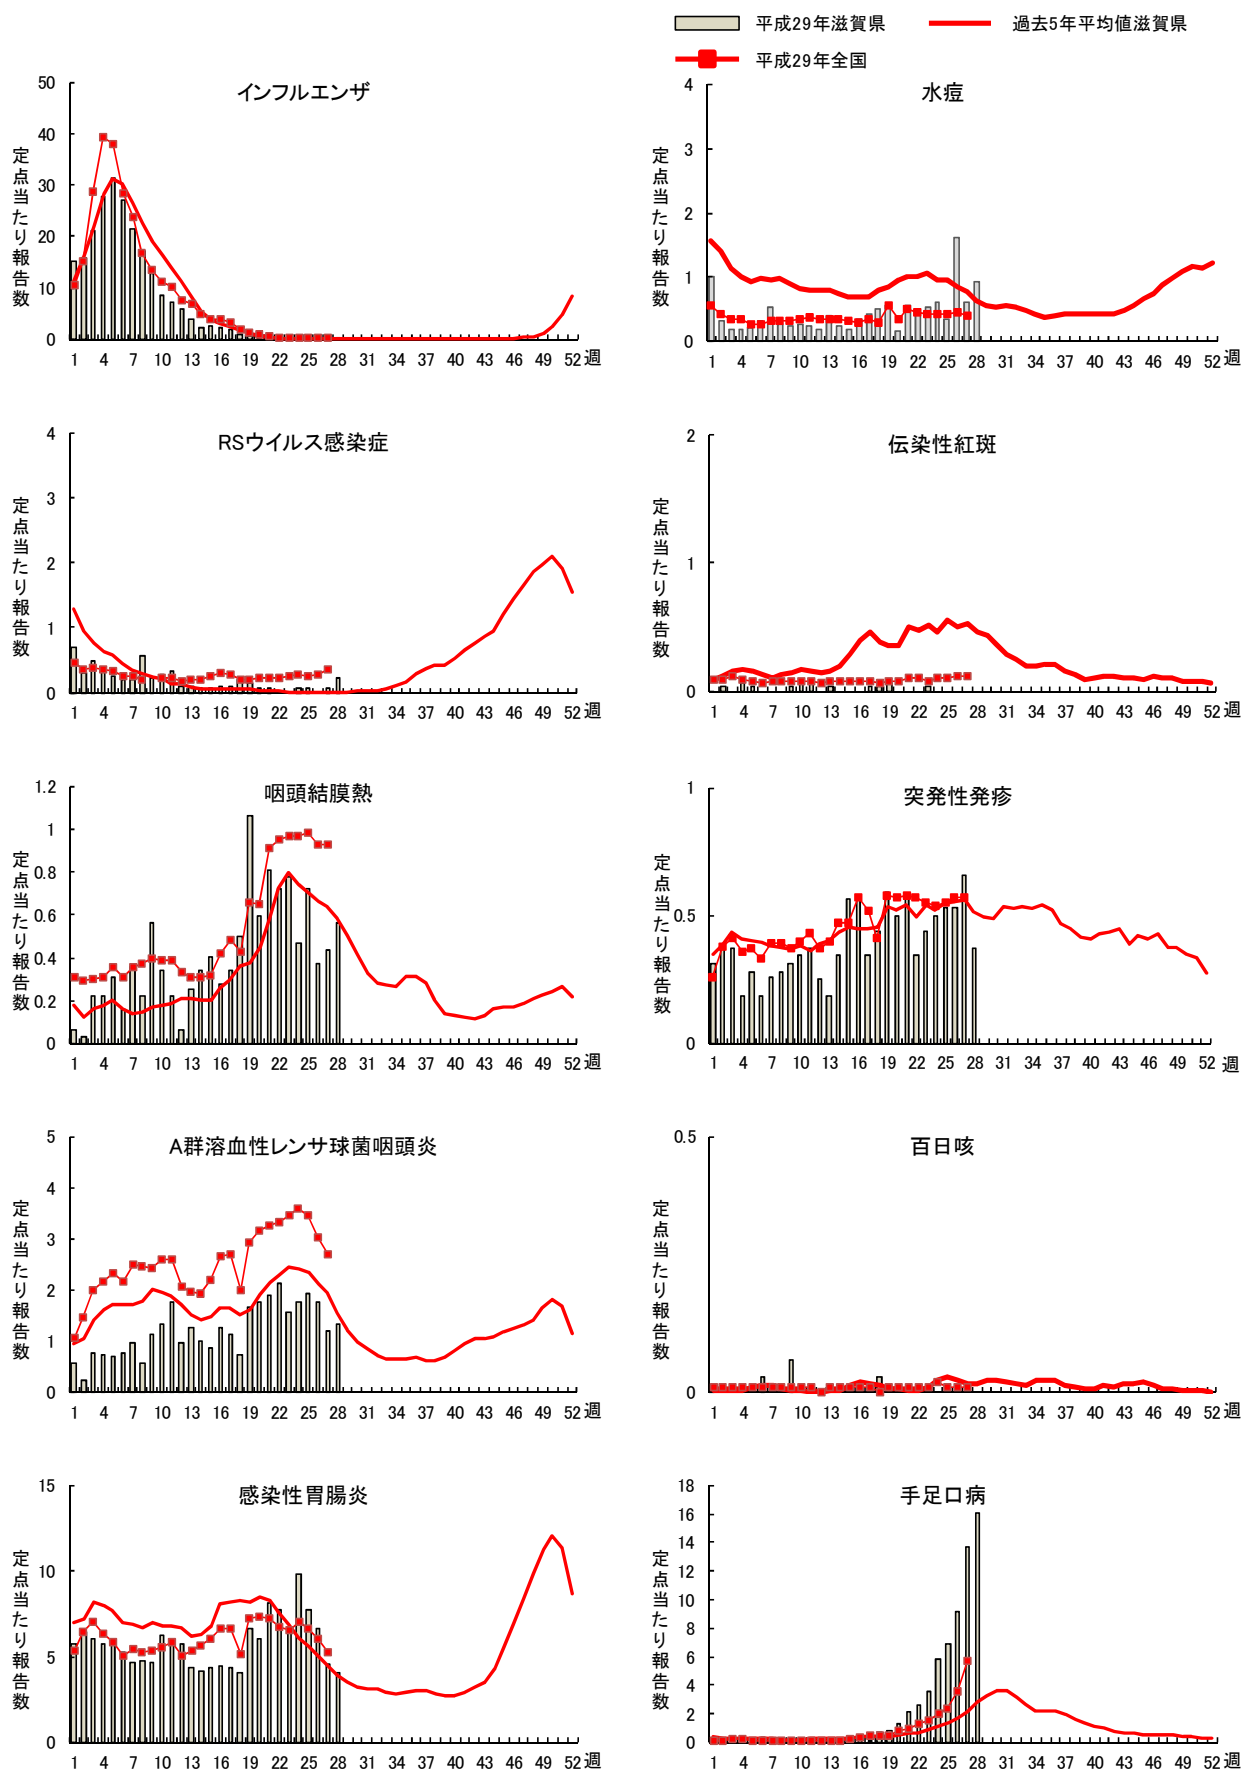 平成29年滋賀県 過去5年平均値滋賀県
平成29年全国
インフルエンザ
定点当たり報告数
50
40
30
20
10
0
1 4 7 10 13 16 19 22 25 28 31 34 37 40 43 46 49 52 週
水痘
定点当たり報告数
4
3
2
1
0
1 4 7 10 13 16 19 22 25 28 31 34 37 40 43 46 49 52 週
RSウイルス感染症
定点当たり報告数
4
3
2
1
0
1 4 7 10 13 16 19 22 25 28 31 34 37 40 43 46 49 52 週
伝染性紅斑
定点当たり報告数
2
1
0
1 4 7 10 13 16 19 22 25 28 31 34 37 40 43 46 49 52 週
咽頭結膜熱
定点当たり報告数
1.2
1
0.8
0.6
0.4
0.2
0
1 4 7 10 13 16 19 22 25 28 31 34 37 40 43 46 49 52 週
突発性発疹
定点当たり報告数
1
0.5
0
1 4 7 10 13 16 19 22 25 28 31 34 37 40 43 46 49 52 週
A群溶血性レンサ球菌咽頭炎
定点当たり報告数
5
4
3
2
1
0
1 4 7 10 13 16 19 22 25 28 31 34 37 40 43 46 49 52 週
百日咳
定点当たり報告数
0.5
0
1 4 7 10 13 16 19 22 25 28 31 34 37 40 43 46 49 52 週
感染性胃腸炎
定点当たり報告数
15
10
5
0
1 4 7 10 13 16 19 22 25 28 31 34 37 40 43 46 49 52 週
手足口病
定点当たり報告数
18
16
14
12
10
8
6
4
2
0
1 4 7 10 13 16 19 22 25 28 31 34 37 40 43 46 49 52 週